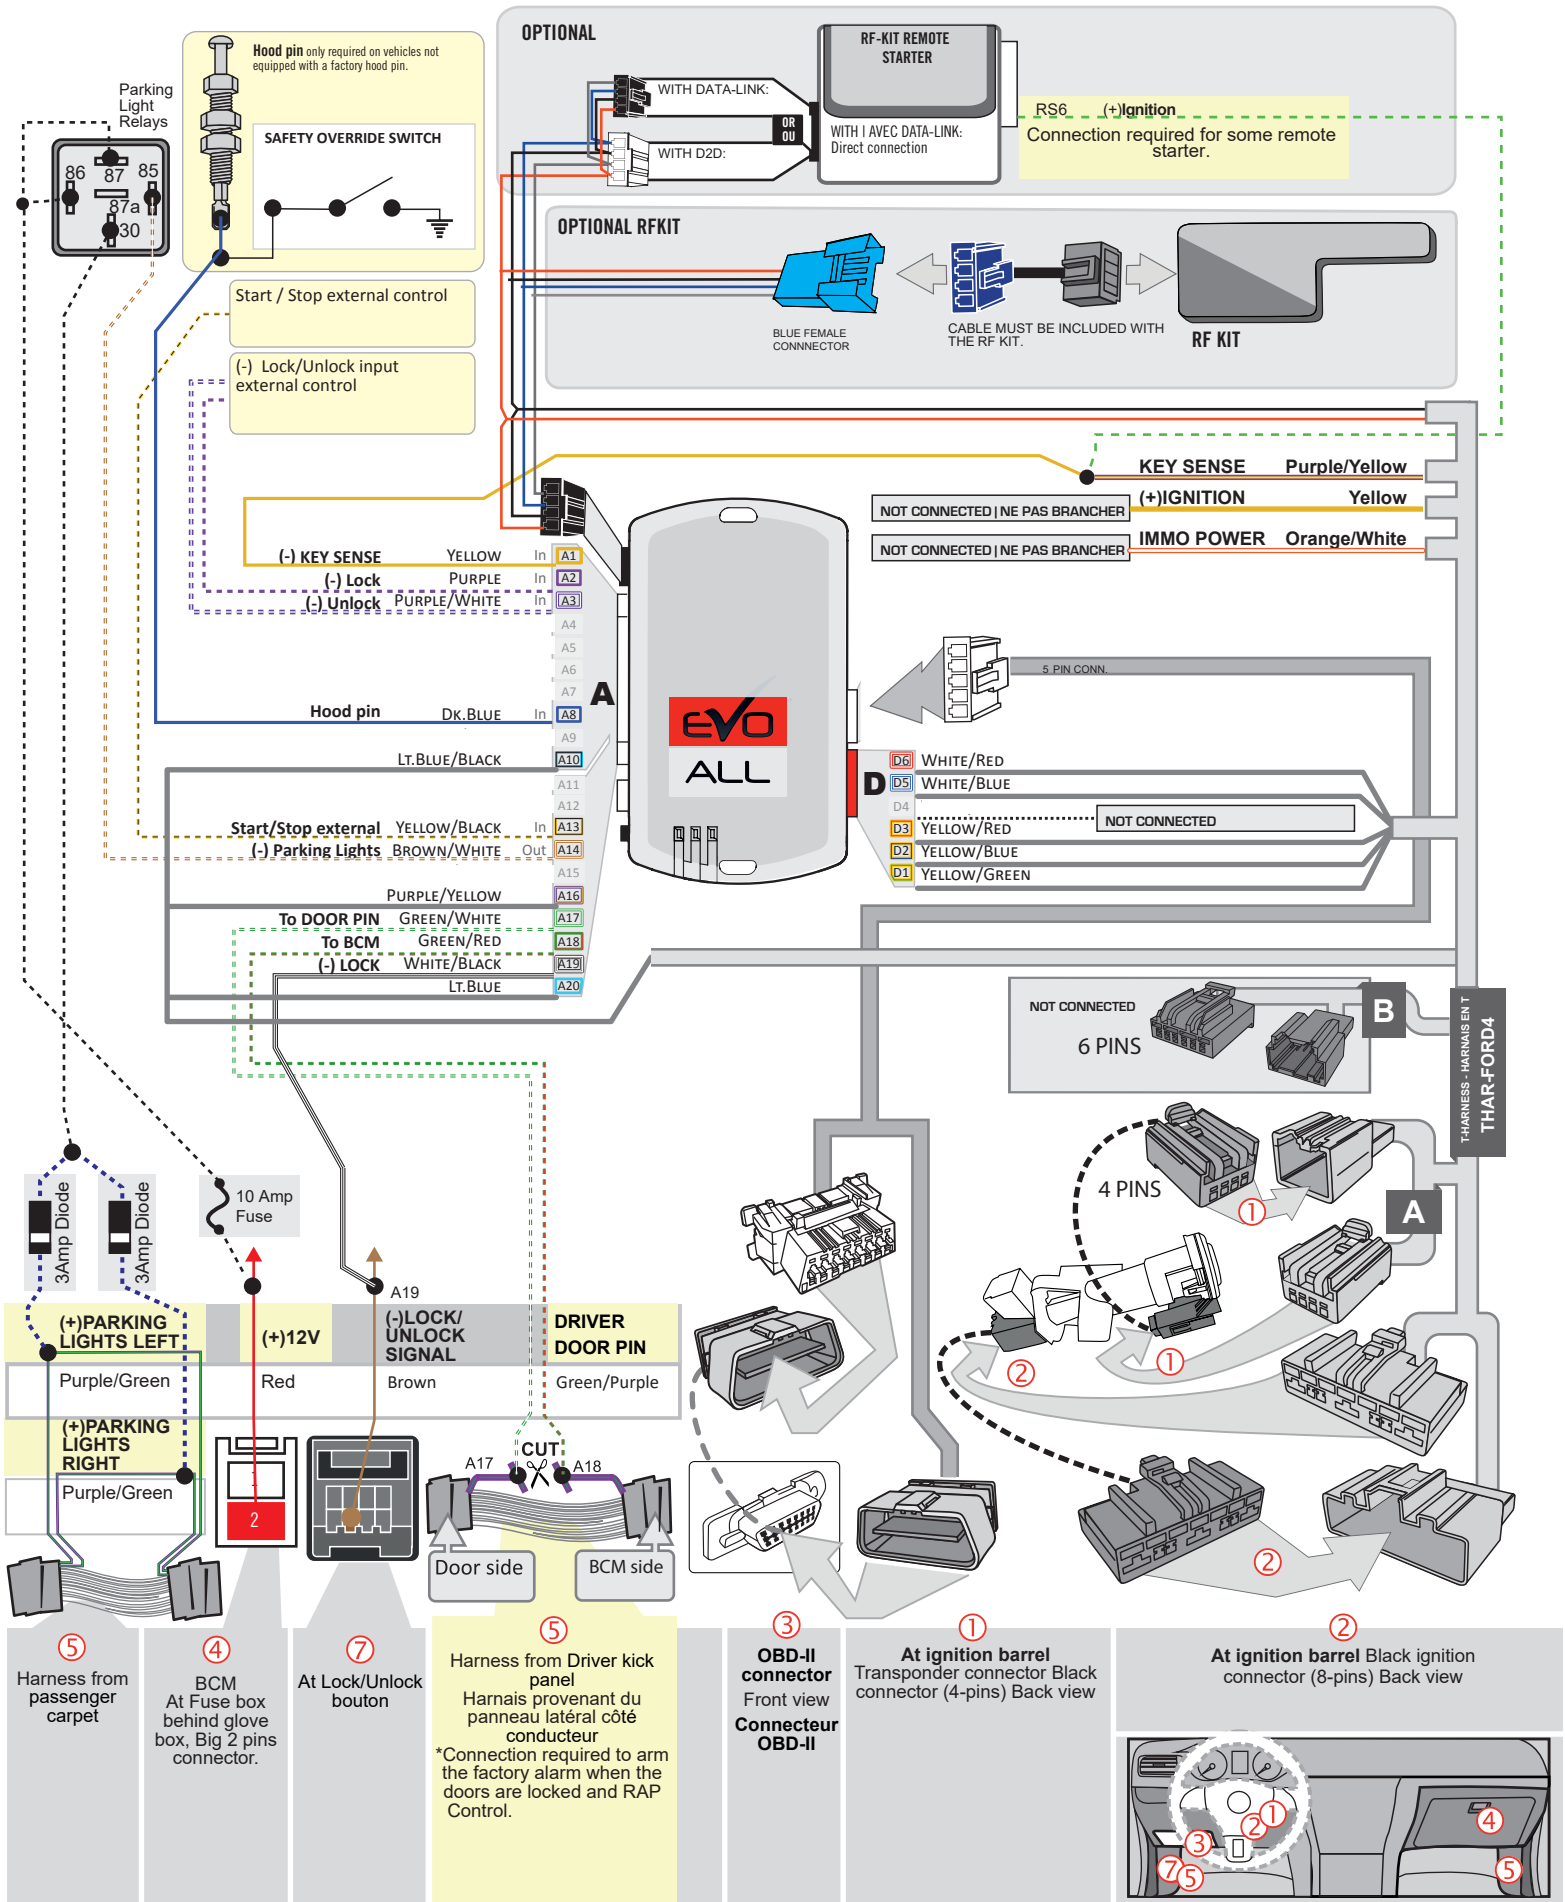 OPTIONAL
RF-KIT REMOTE
STARTER
WITH DATA-LINK:
OR
OU
WITH D2D:
WITH | AVEC DATA-LINK:
Direct connection
RS6 (+)Ignition
Connection required for some remote
starter.
Hood pin only required on vehicles not
equipped with a factory hood pin.
SAFETY OVERRIDE SWITCH
Parking
Light
Relays
86
87
85
87a
30
OPTIONAL RFKIT
BLUE FEMALE
CONNNECTOR
CABLE MUST BE INCLUDED WITH
THE RF KIT.
RF KIT
Start / Stop external control
(-) Lock/Unlock input
external control
KEY SENSE Purple/Yellow
NOT CONNECTED | NE PAS BRANCHER (+)IGNITION Yellow
NOT CONNECTED | NE PAS BRANCHER IMMO POWER Orange/White
(-) KEY SENSE YELLOW In A1
(-) Lock PURPLE In A2
(-) Unlock PURPLE/WHITE In A3
A4
A5
A6
A7
Hood pin DK.BLUE In A8
A9
LT.BLUE/BLACK A10
A11
A12
Start/Stop external YELLOW/BLACK In A13
(-) Parking Lights BROWN/WHITE Out A14
A15
PURPLE/YELLOW A16
To DOOR PIN GREEN/WHITE A17
To BCM GREEN/RED A18
(-) LOCK WHITE/BLACK A19
LT.BLUE A20
A
EVO
ALL
5 PIN CONN.
D
D6 WHITE/RED
D5 WHITE/BLUE
D4 NOT CONNECTED
D3 YELLOW/RED
D2 YELLOW/BLUE
D1 YELLOW/GREEN
NOT CONNECTED
6 PINS
B
T-HARNESS - HARNAIS EN T
THAR-FORD4
4 PINS
1
A
2
1
2
3Amp Diode
3Amp Diode
10 Amp
Fuse
A19
(+)PARKING
LIGHTS LEFT
(+)12V
(-)LOCK/
UNLOCK
SIGNAL
DRIVER
DOOR PIN
Purple/Green
Red
Brown
Green/Purple
(+)PARKING
LIGHTS
RIGHT
Purple/Green
1
2
A17
CUT
A18
Door side
BCM side
5
Harness from
passenger
carpet
4
BCM
At Fuse box
behind glove
box, Big 2 pins
connector.
7
At Lock/Unlock
bouton
5
Harness from Driver kick
panel
Harnais provenant du
panneau latéral côté
conducteur
*Connection required to arm
the factory alarm when the
doors are locked and RAP
Control.
3
OBD-II
connector
Front view
Connecteur
OBD-II
1
At ignition barrel
Transponder connector Black
connector (4-pins) Back view
2
At ignition barrel Black ignition
connector (8-pins) Back view
1
2
3
4
7
5
5